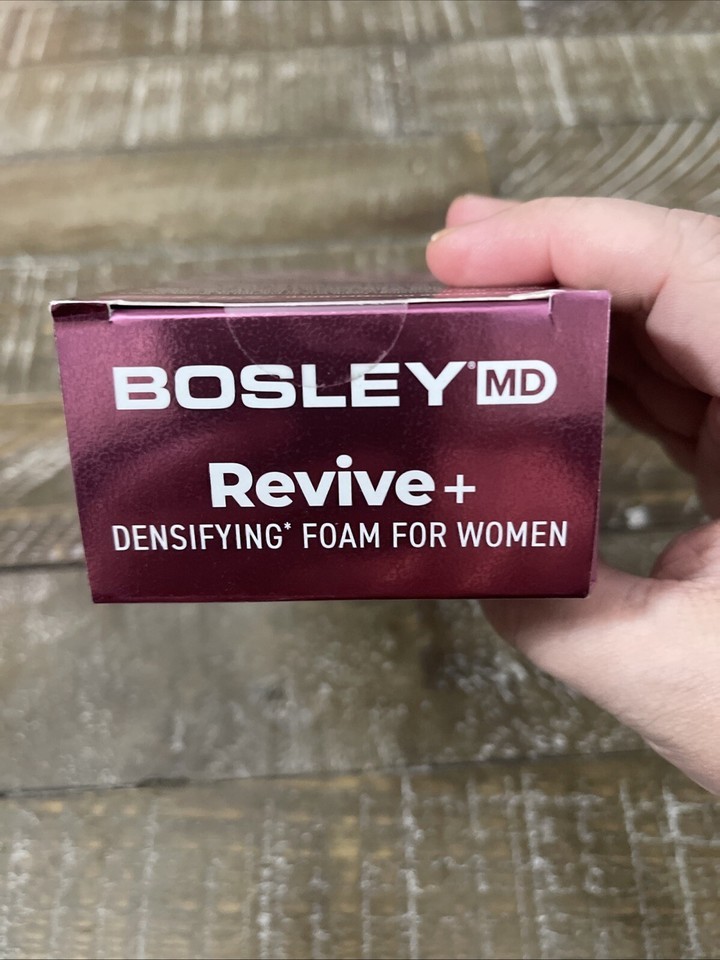 BOSLEY® MD
Revive+
DENSIFYING* FOAM FOR WOMEN